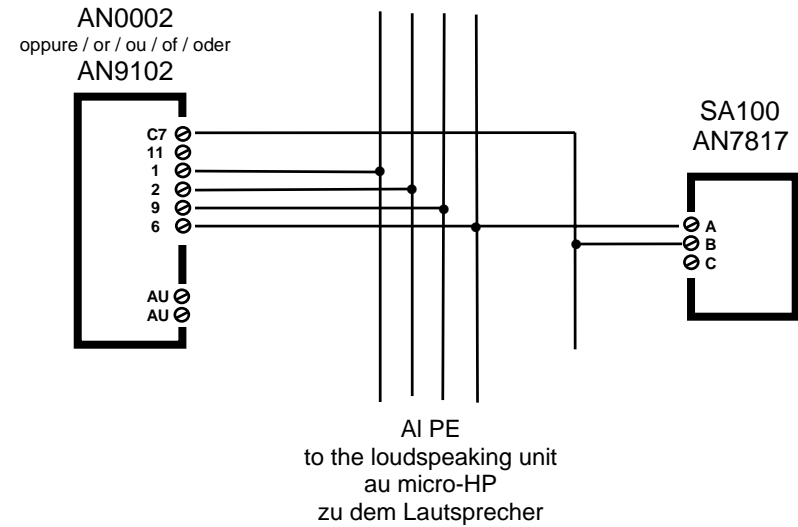 AN0002
oppure / or / ou / of / oder
AN9102
C7
11
1
2
9
6
AU
AU
SA100
AN7817
A
B
C
Al PE
to the loudspeaking unit
au micro-HP
zu dem Lautsprecher